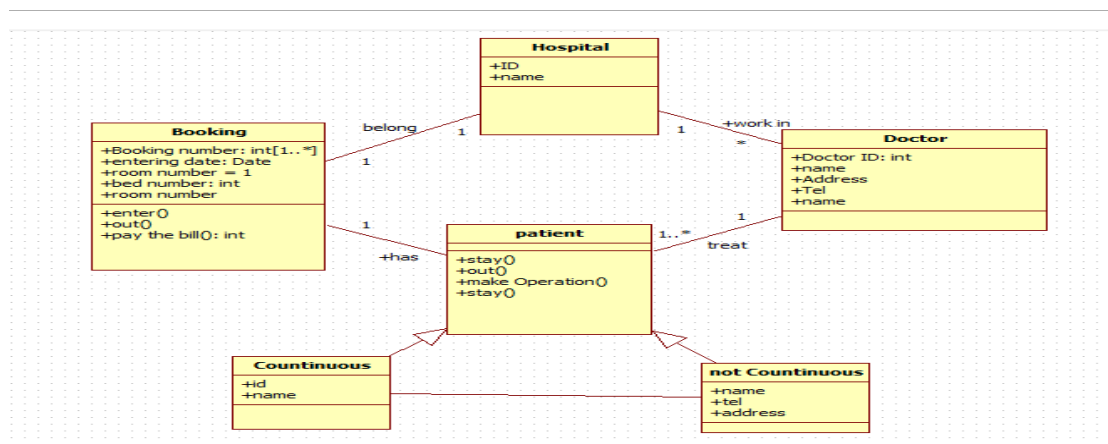 Hospital
+ID
+name
belong
1
1
1
+work in
*
Booking
+Booking number: int[1..*]
+entering date: Date
+room number = 1
+bed number: int
+room number
+enter()
+out()
+pay the bill(): int
Doctor
+Doctor ID: int
+name
+Address
+Tel
+name
1
+has
patient
+stay()
+out()
+make Operation()
+stay()
1..*
treat
1
Countinuous
+id
+name
not Countinuous
+name
+tel
+address